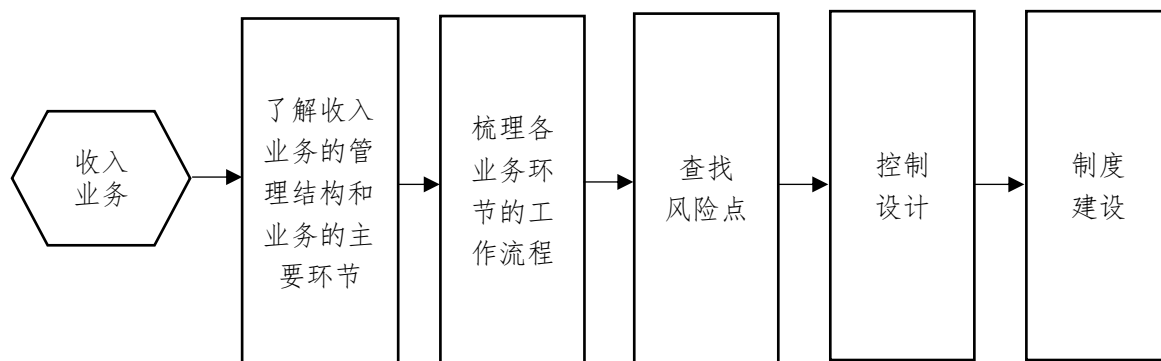 收入
业务
了解收入
业务的管
理结构和
业务的主
要环节
梳理各
业务环
节的工
作流程
查找
风险点
控制
设计
制度
建设